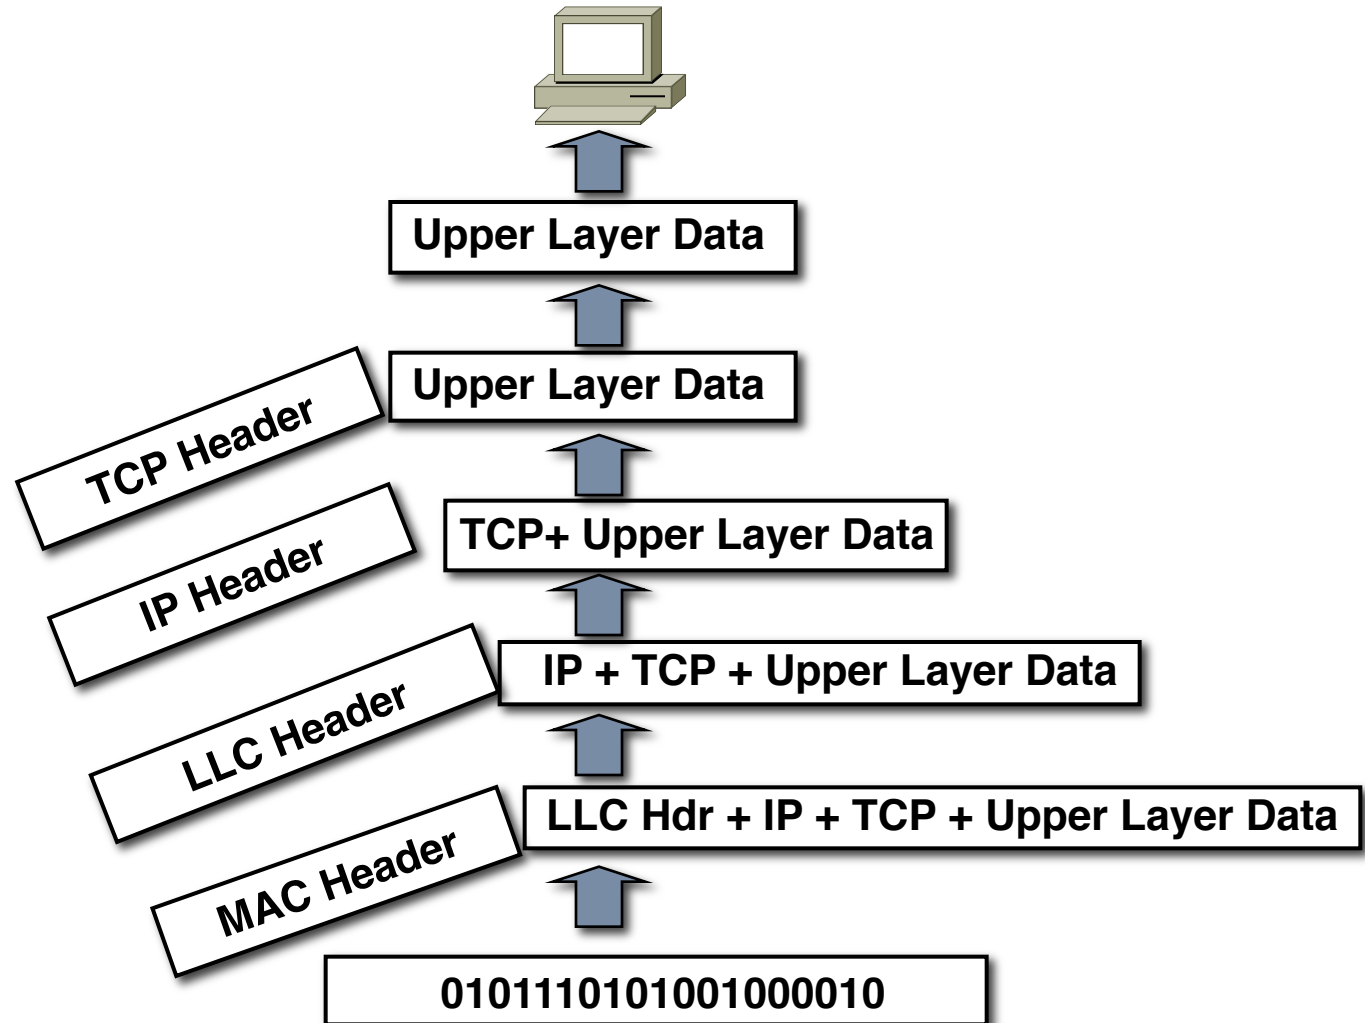 Upper Layer Data
Upper Layer Data
TCP Header
TCP+ Upper Layer Data
IP Header
IP + TCP + Upper Layer Data
LLC Header
LLC Hdr + IP + TCP + Upper Layer Data
MAC Header
0101110101001000010